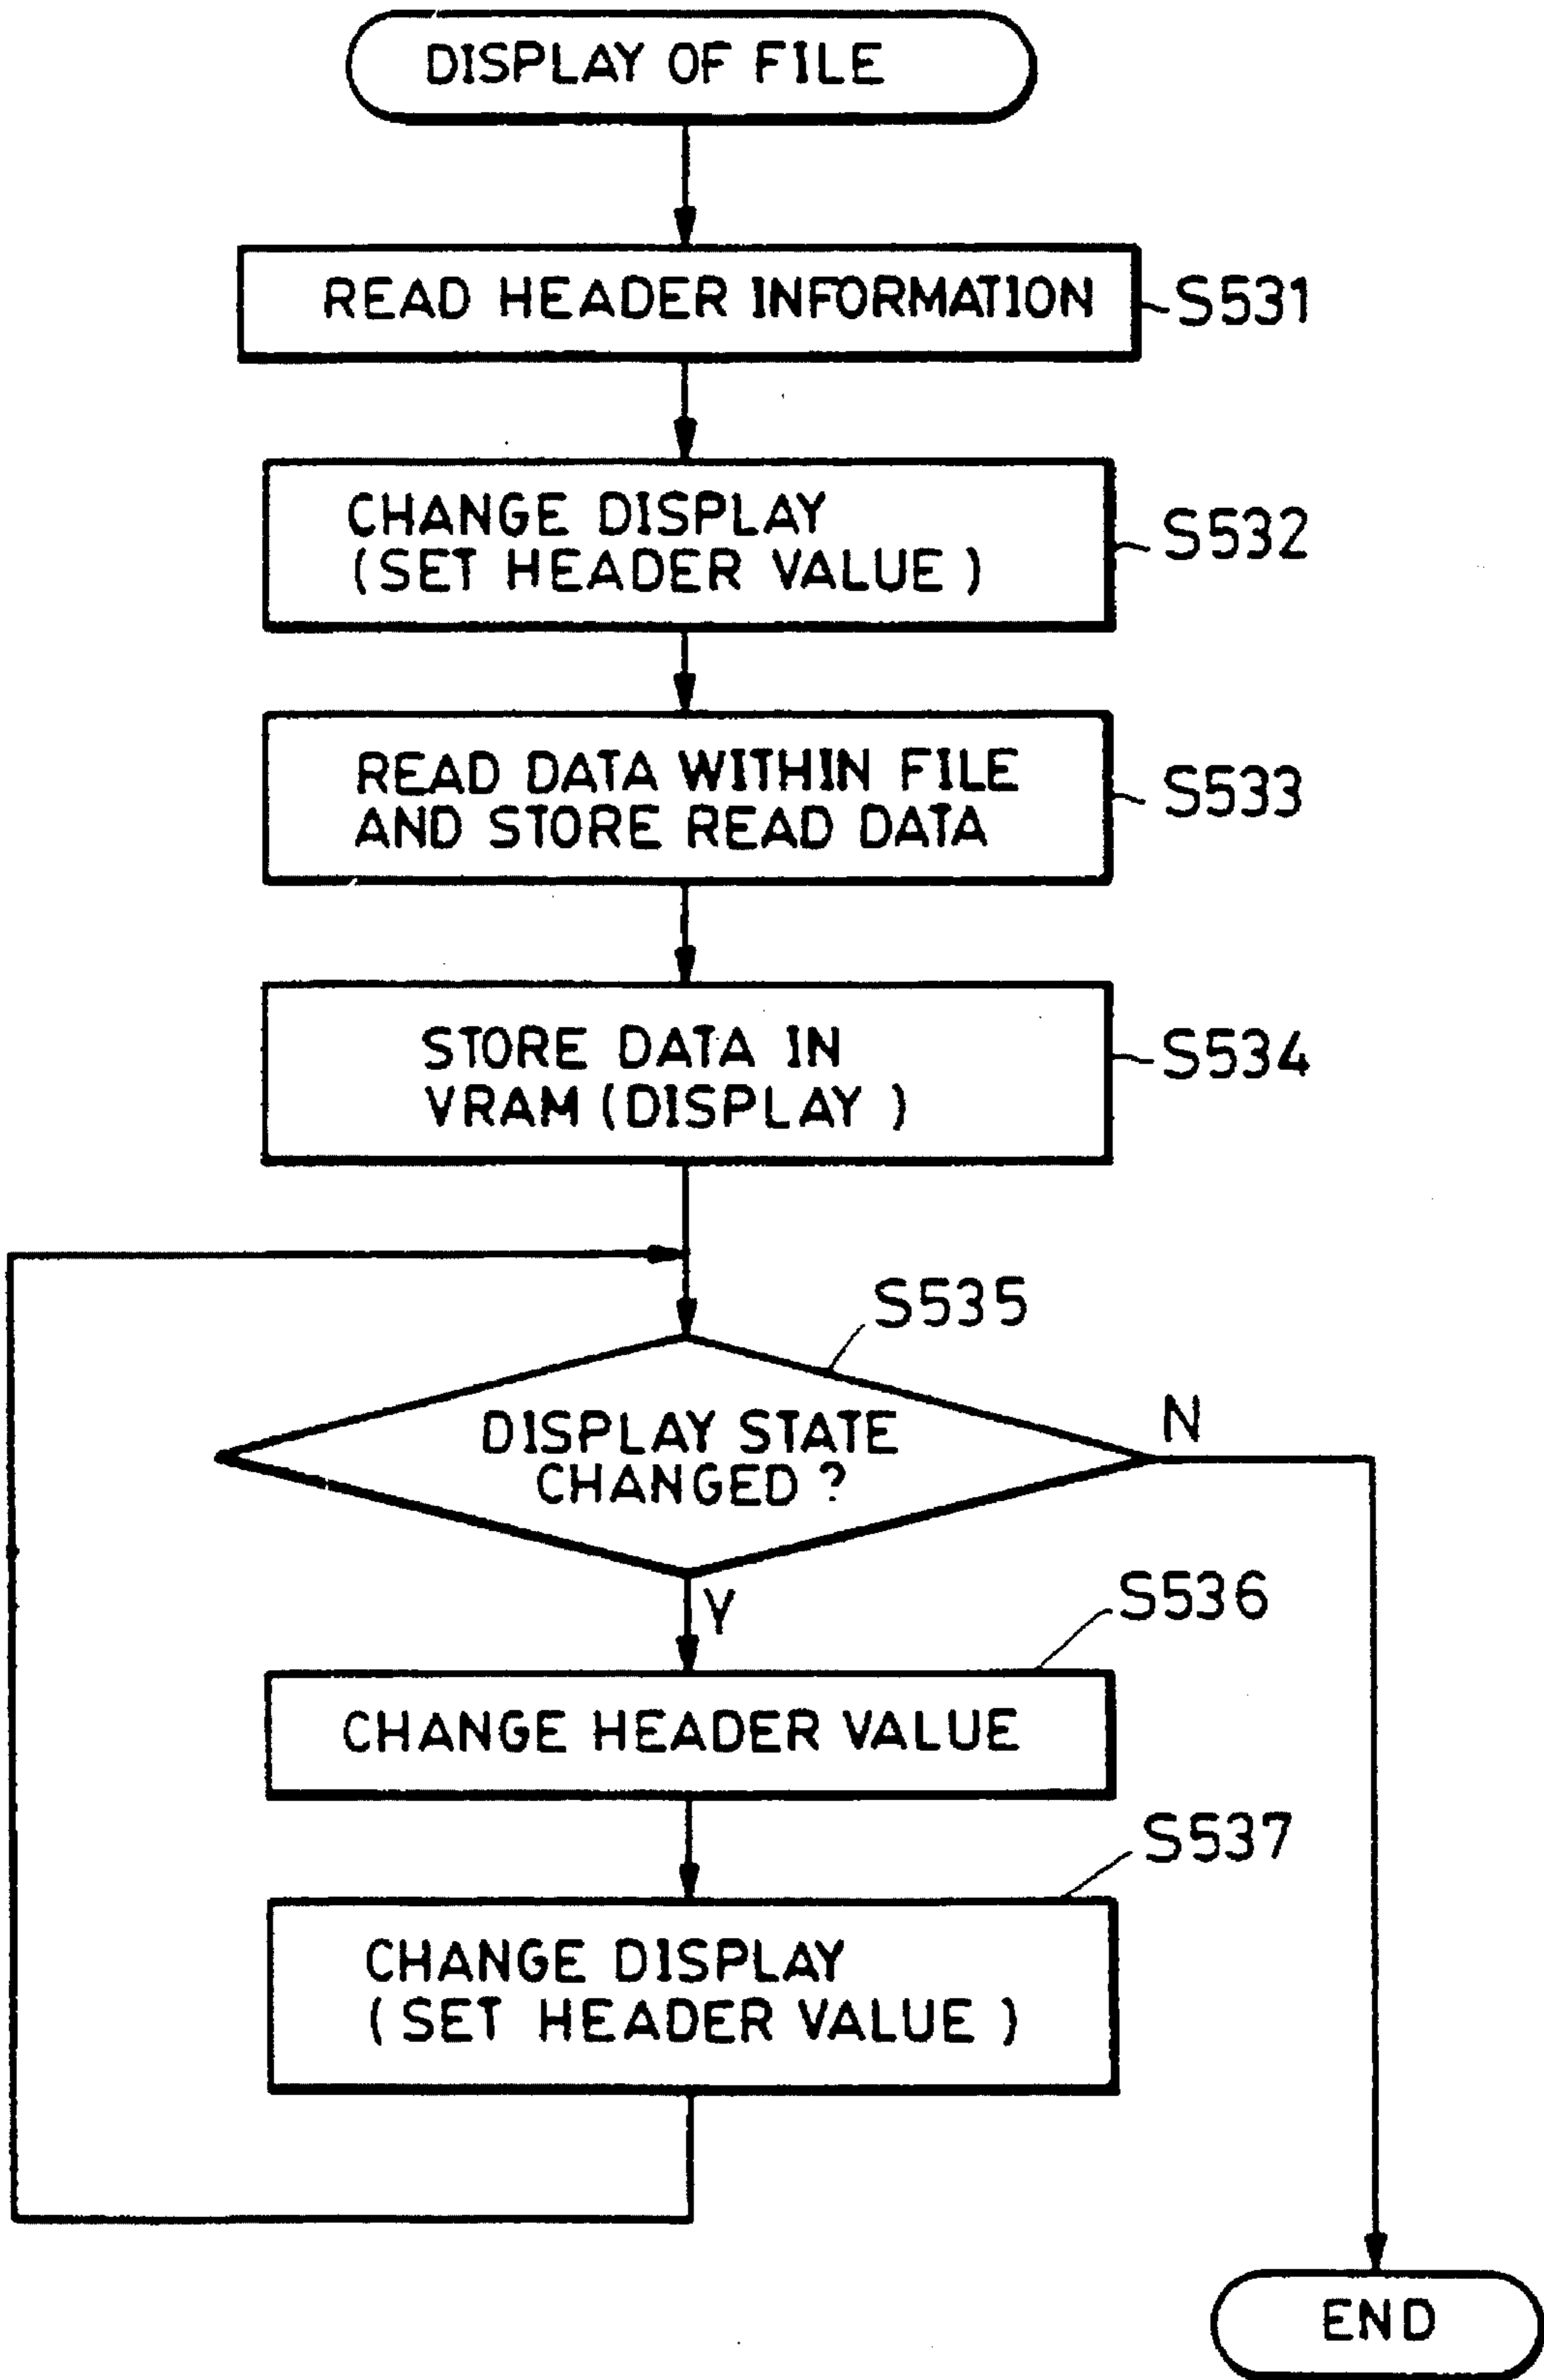 DISPLAY OF FILE
READ HEADER INFORMATION
S531
CHANGE DISPLAY
(SET HEADER VALUE)
S532
READ DATA WITHIN FILE
AND STORE READ DATA
S533
STORE DATA IN
VRAM (DISPLAY)
S534
S535
DISPLAY STATE
CHANGED ?
N
Y
S536
CHANGE HEADER VALUE
S537
CHANGE DISPLAY
(SET HEADER VALUE)
END